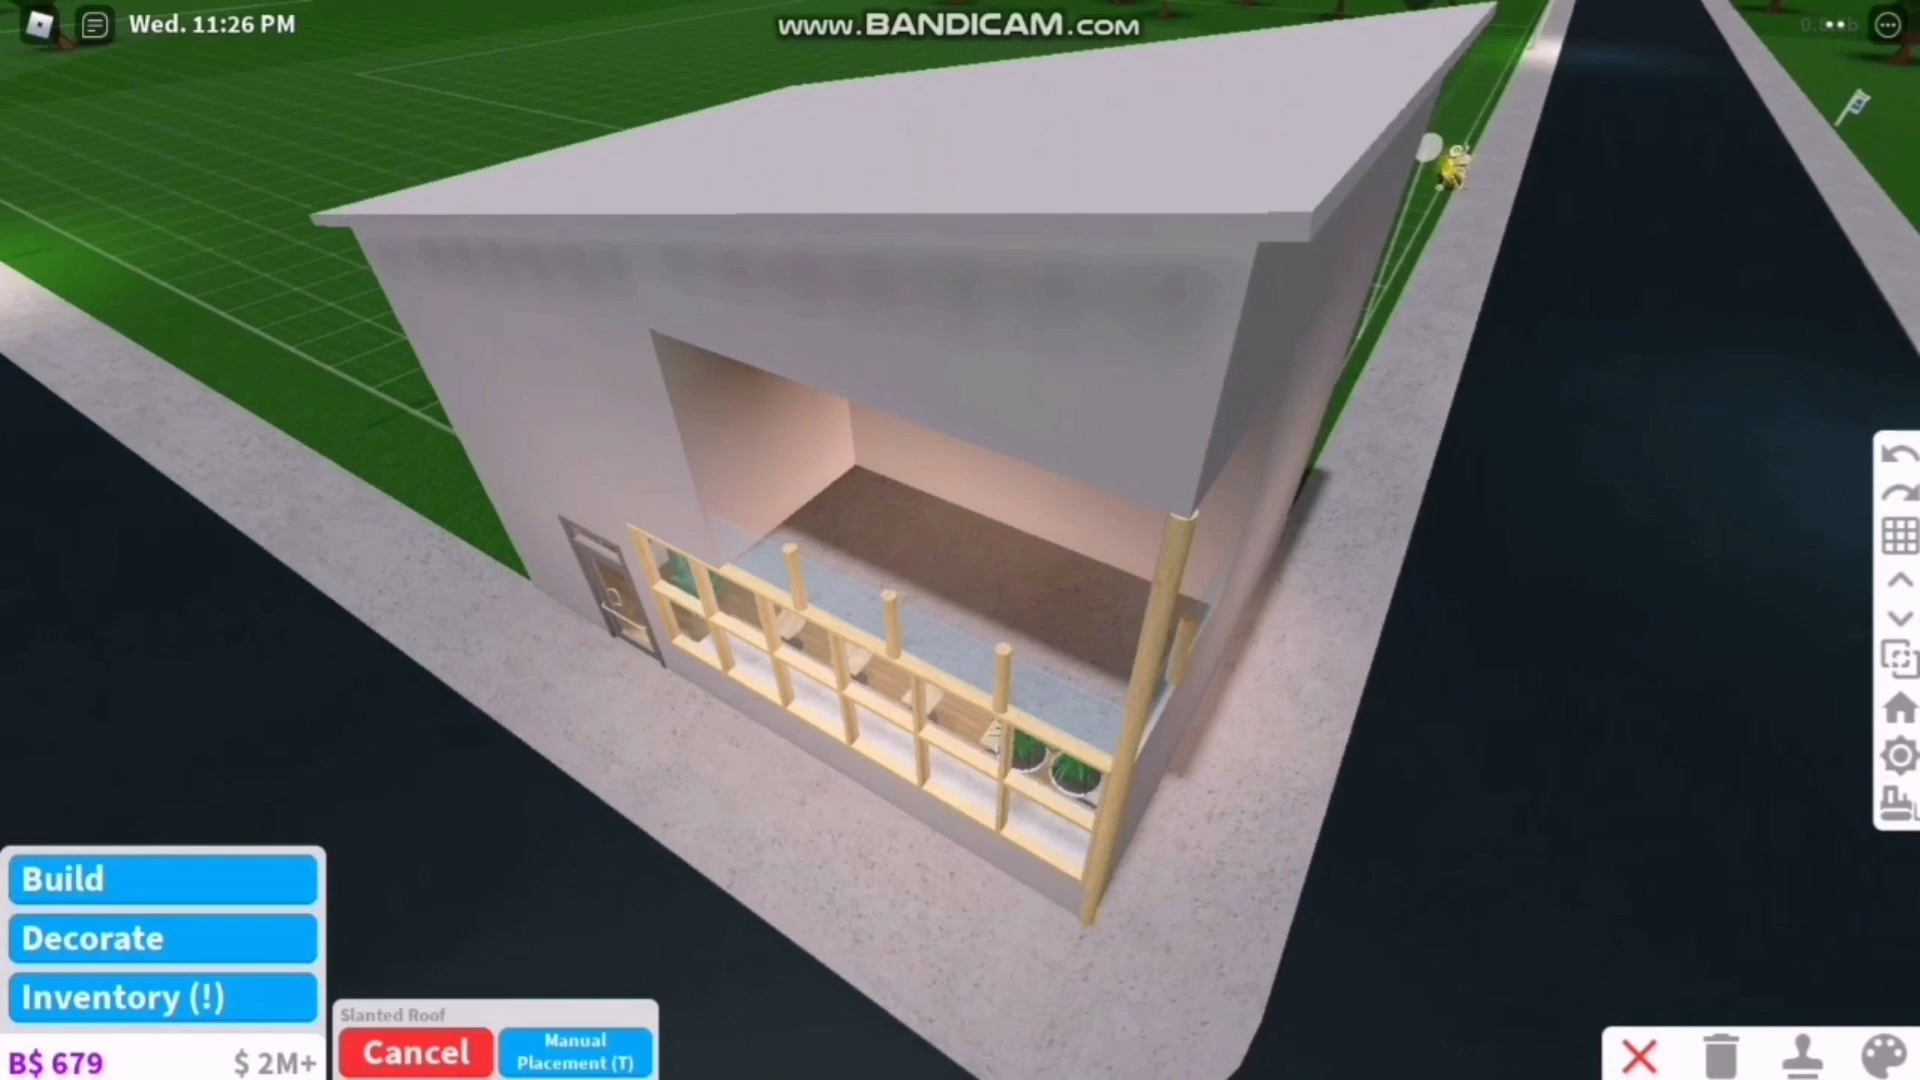 Wed. 11:26 PM
www.BANDICAM.com
Build
Decorate
Inventory (!)
B$ 679
$ 2M+
Slanted Roof
Cancel
Manual
Placement (T)